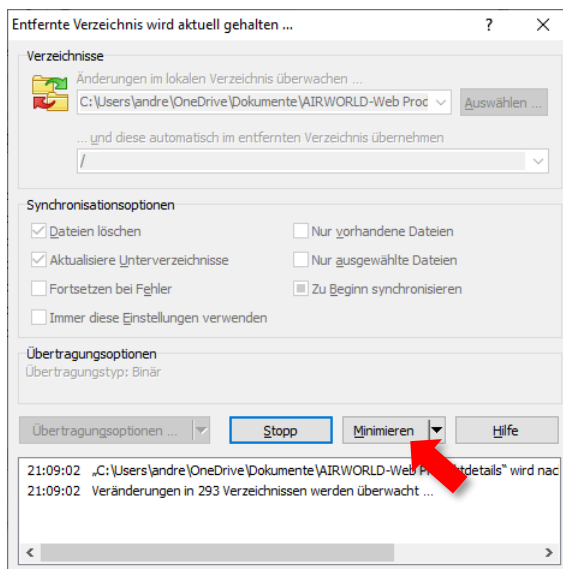 Entfernte Verzeichnis wird aktuell gehalten ... ? ×
Verzeichnisse
Änderungen im lokalen Verzeichnis überwachen ...
C:\Users\andre\OneDrive\Dokumente\AIRWORLD-Web Prod Auswählen ...
... und diese automatisch im entfernten Verzeichnis übernehmen
/
Synchronisationsoptionen
Dateien löschen Nur vorhandene Dateien
Aktualisiere Unterverzeichnisse Nur ausgewählte Dateien
Fortsetzen bei Fehler Zu Beginn synchronisieren
Immer diese Einstellungen verwenden
Übertragungsoptionen
Übertragungstyp: Binär
Übertragungsoptionen ... Stopp Minimieren Hilfe
21:09:02 „C:\Users\andre\OneDrive\Dokumente\AIRWORLD-Web wird nac
21:09:02 Veränderungen in 293 Verzeichnissen werden überwacht ...